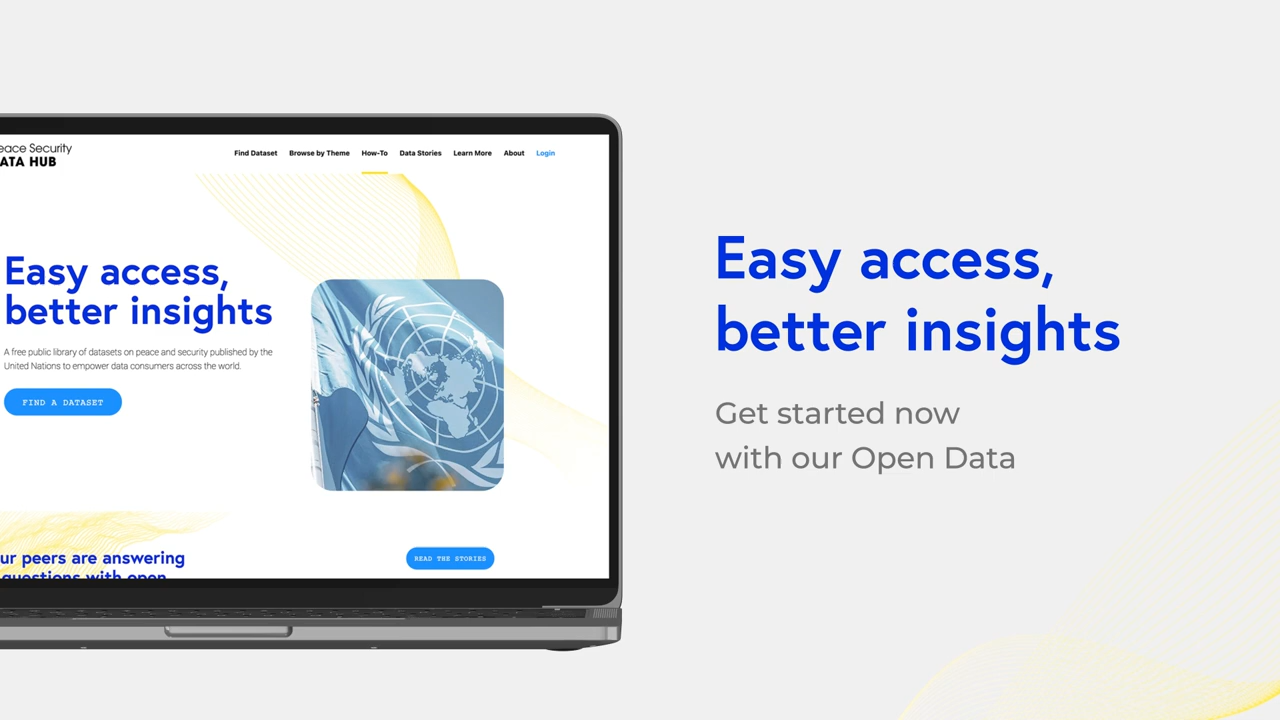 eace Security
ATA HUB
Find Dataset Browse by Theme How-To Data Stories Learn More About Login
Easy access,
better insights
A free public library of datasets on peace and security published by the
United Nations to empower data consumers across the world.
FIND A DATASET
ur peers are answering
questions with open
READ THE STORIES
Easy access,
better insights
Get started now
with our Open Data